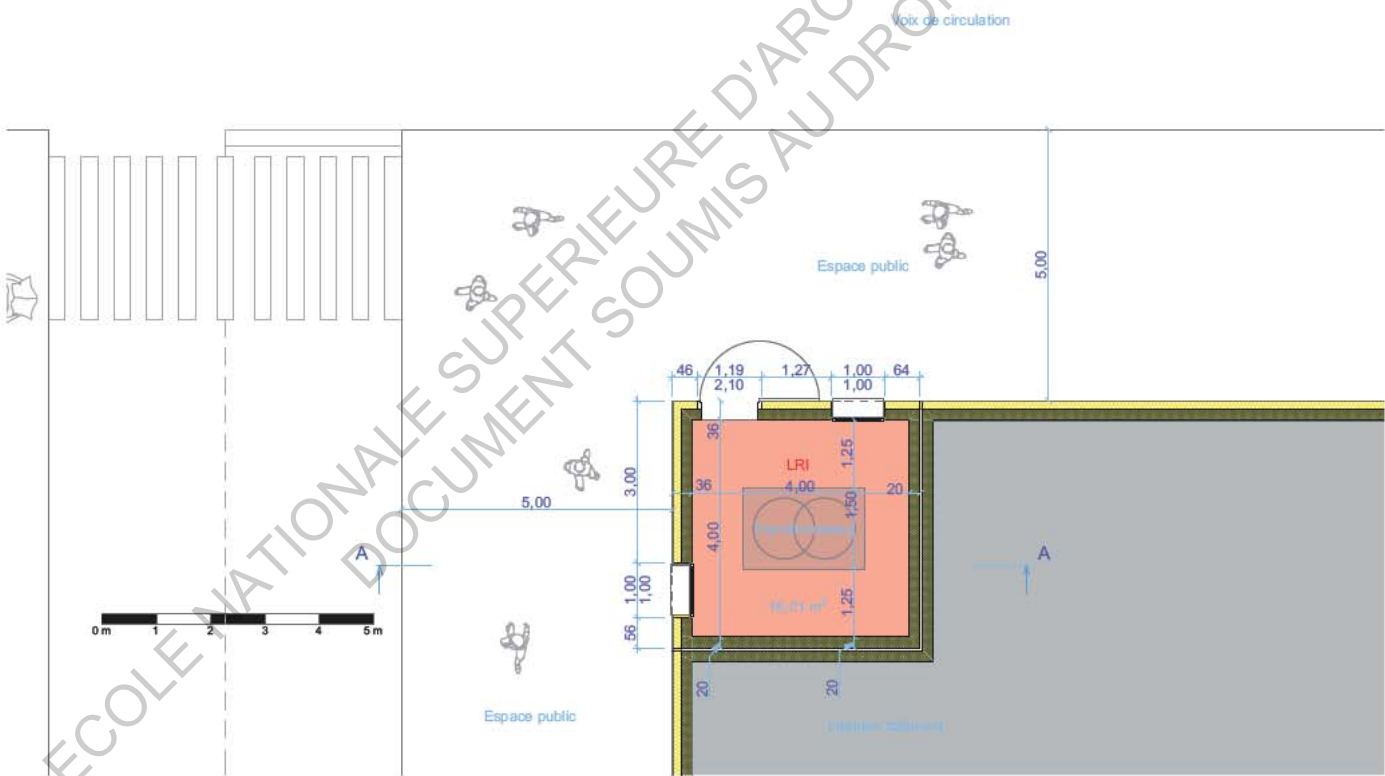 Voix de circulation
ECOLE NATIONALE SUPERIEURE D'ARC
DOCUMENT SOUMIS AU DROI
Espace public
5,00
46 1,19 1,27 1,00 64
2,10 1,00
36
1,25
LRI
3,00
36 4,00 20
5,00
1,50
4,00
A
A
1,00
1,00
16,01 m²
1,25
56
0 m 1 2 3 4 5 m
20
20
Espace public